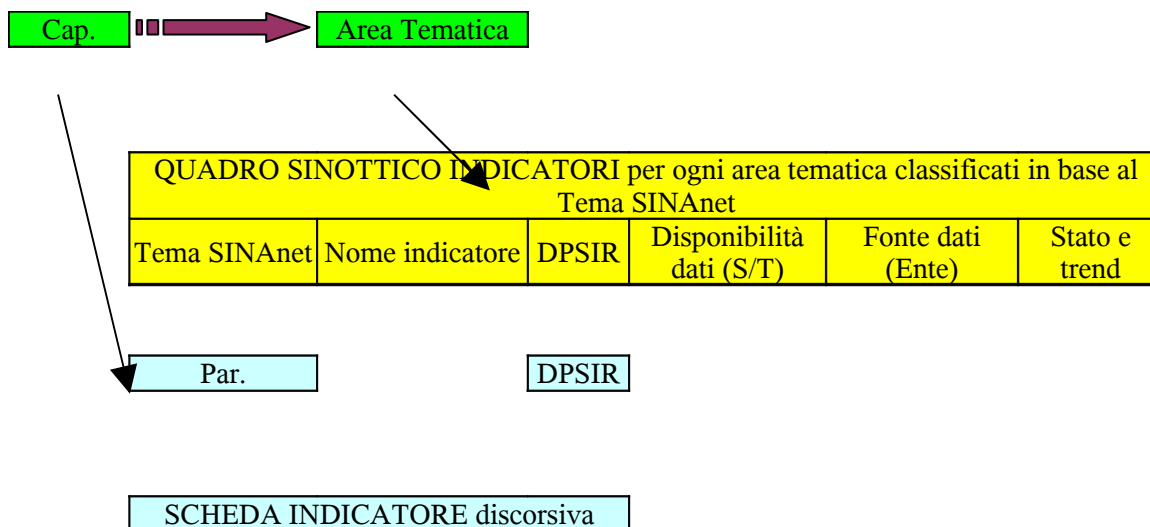 Cap.
Area Tematica
QUADRO SINOTTICO INDICATORI per ogni area tematica classificati in base al
Tema SINAnet
Tema SINAnet Nome indicatore DPSIR Disponibilità dati (S/T) Fonte dati (Ente) Stato e trend
Par.
DPSIR
SCHEDA INDICATORE discorsiva